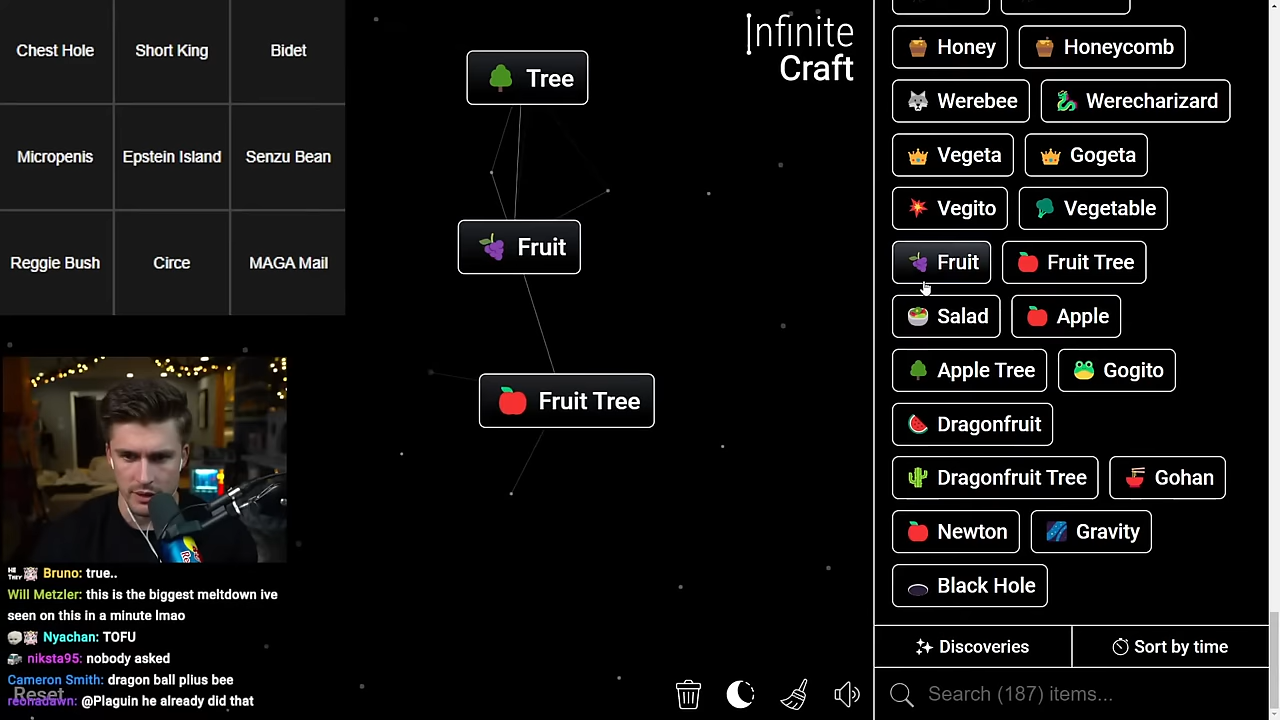 Chest Hole
Short King
Bidet
Micropenis
Epstein Island
Senzu Bean
Reggie Bush
Circe
MAGA Mail
Bruno: true..
Will Metzler: this is the biggest meltdown ive
seen on this in a minute lmao
Nyachan: TOFU
niksta95: nobody asked
Cameron Smith: dragon ball plius bee
Reset
reohadawn: @Plaguin he already did that
Infinite
Craft
Tree
Fruit
Fruit Tree
Honey
Honeycomb
Werebee
Werecharizard
Vegeta
Gogeta
Vegito
Vegetable
Fruit
Fruit Tree
Salad
Apple
Apple Tree
Gogito
Dragonfruit
Dragonfruit Tree
Gohan
Newton
Gravity
Black Hole
Discoveries
Sort by time
Search (187) items...